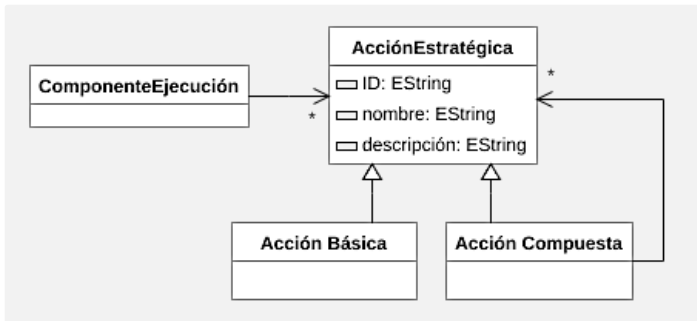 AcciónEstratégica
ID: EString
nombre: EString
descripción: EString
ComponenteEjecución
*
*
Acción Básica
Acción Compuesta